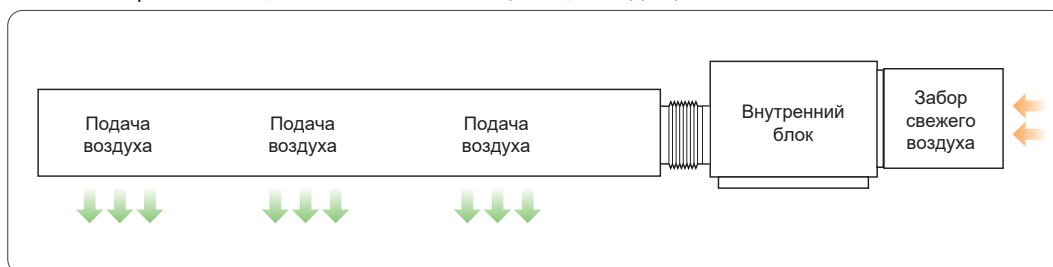 Подача
воздуха
Подача
воздуха
Подача
воздуха
Внутренний
блок
Забор
свежего
воздуха